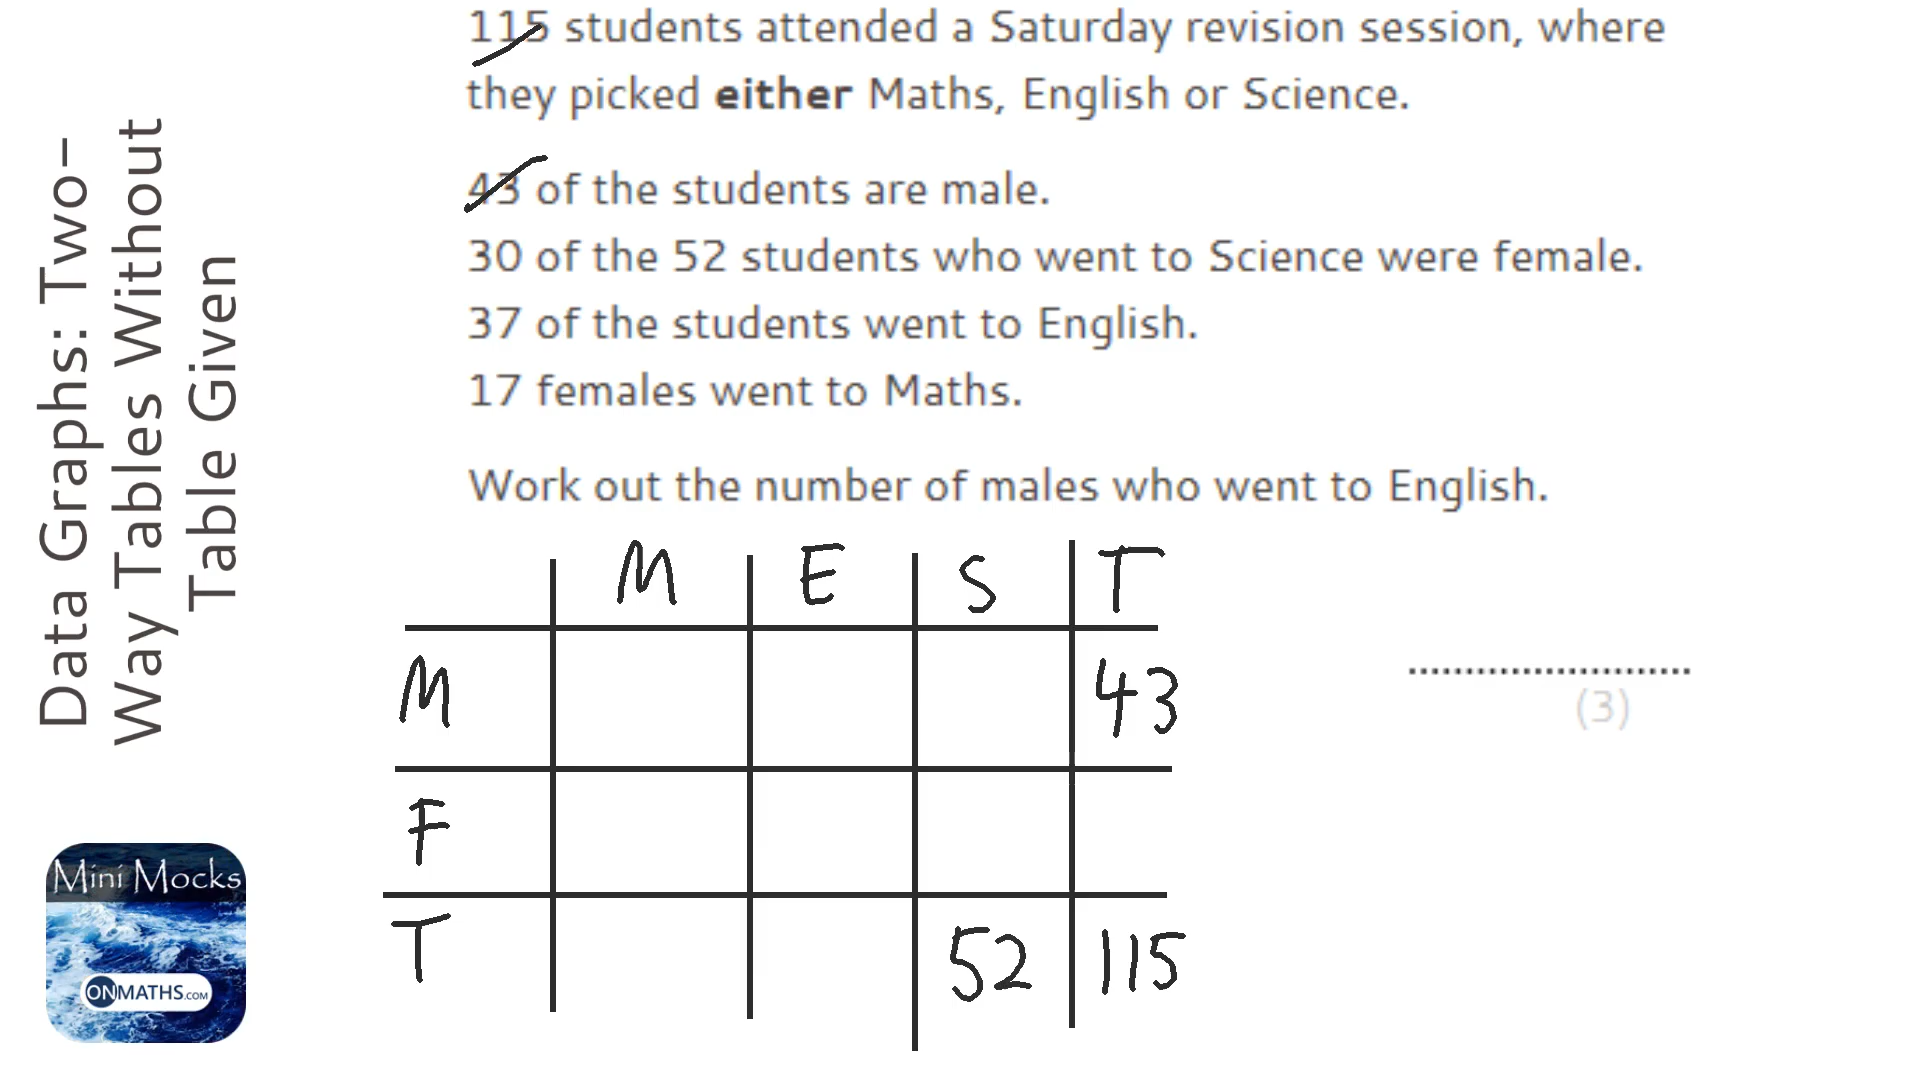 Data Graphs: Two-
Way Tables Without
Table Given
115 students attended a Saturday revision session, where
they picked either Maths, English or Science.
43 of the students are male.
30 of the 52 students who went to Science were female.
37 of the students went to English.
17 females went to Maths.
Work out the number of males who went to English.
M E S T
M 43
F
T 52 115
(3)
Mini Mocks
ONMATHS.COM